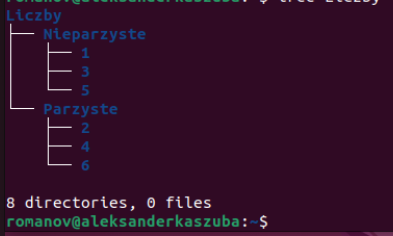 romanov@aleksanderkaszuba:~$ tree Liczby
Liczby
├── Nieparzyste
│   ├── 1
│   ├── 3
│   └── 5
└── Parzyste
    ├── 2
    ├── 4
    └── 6
8 directories, 0 files
romanov@aleksanderkaszuba:~$